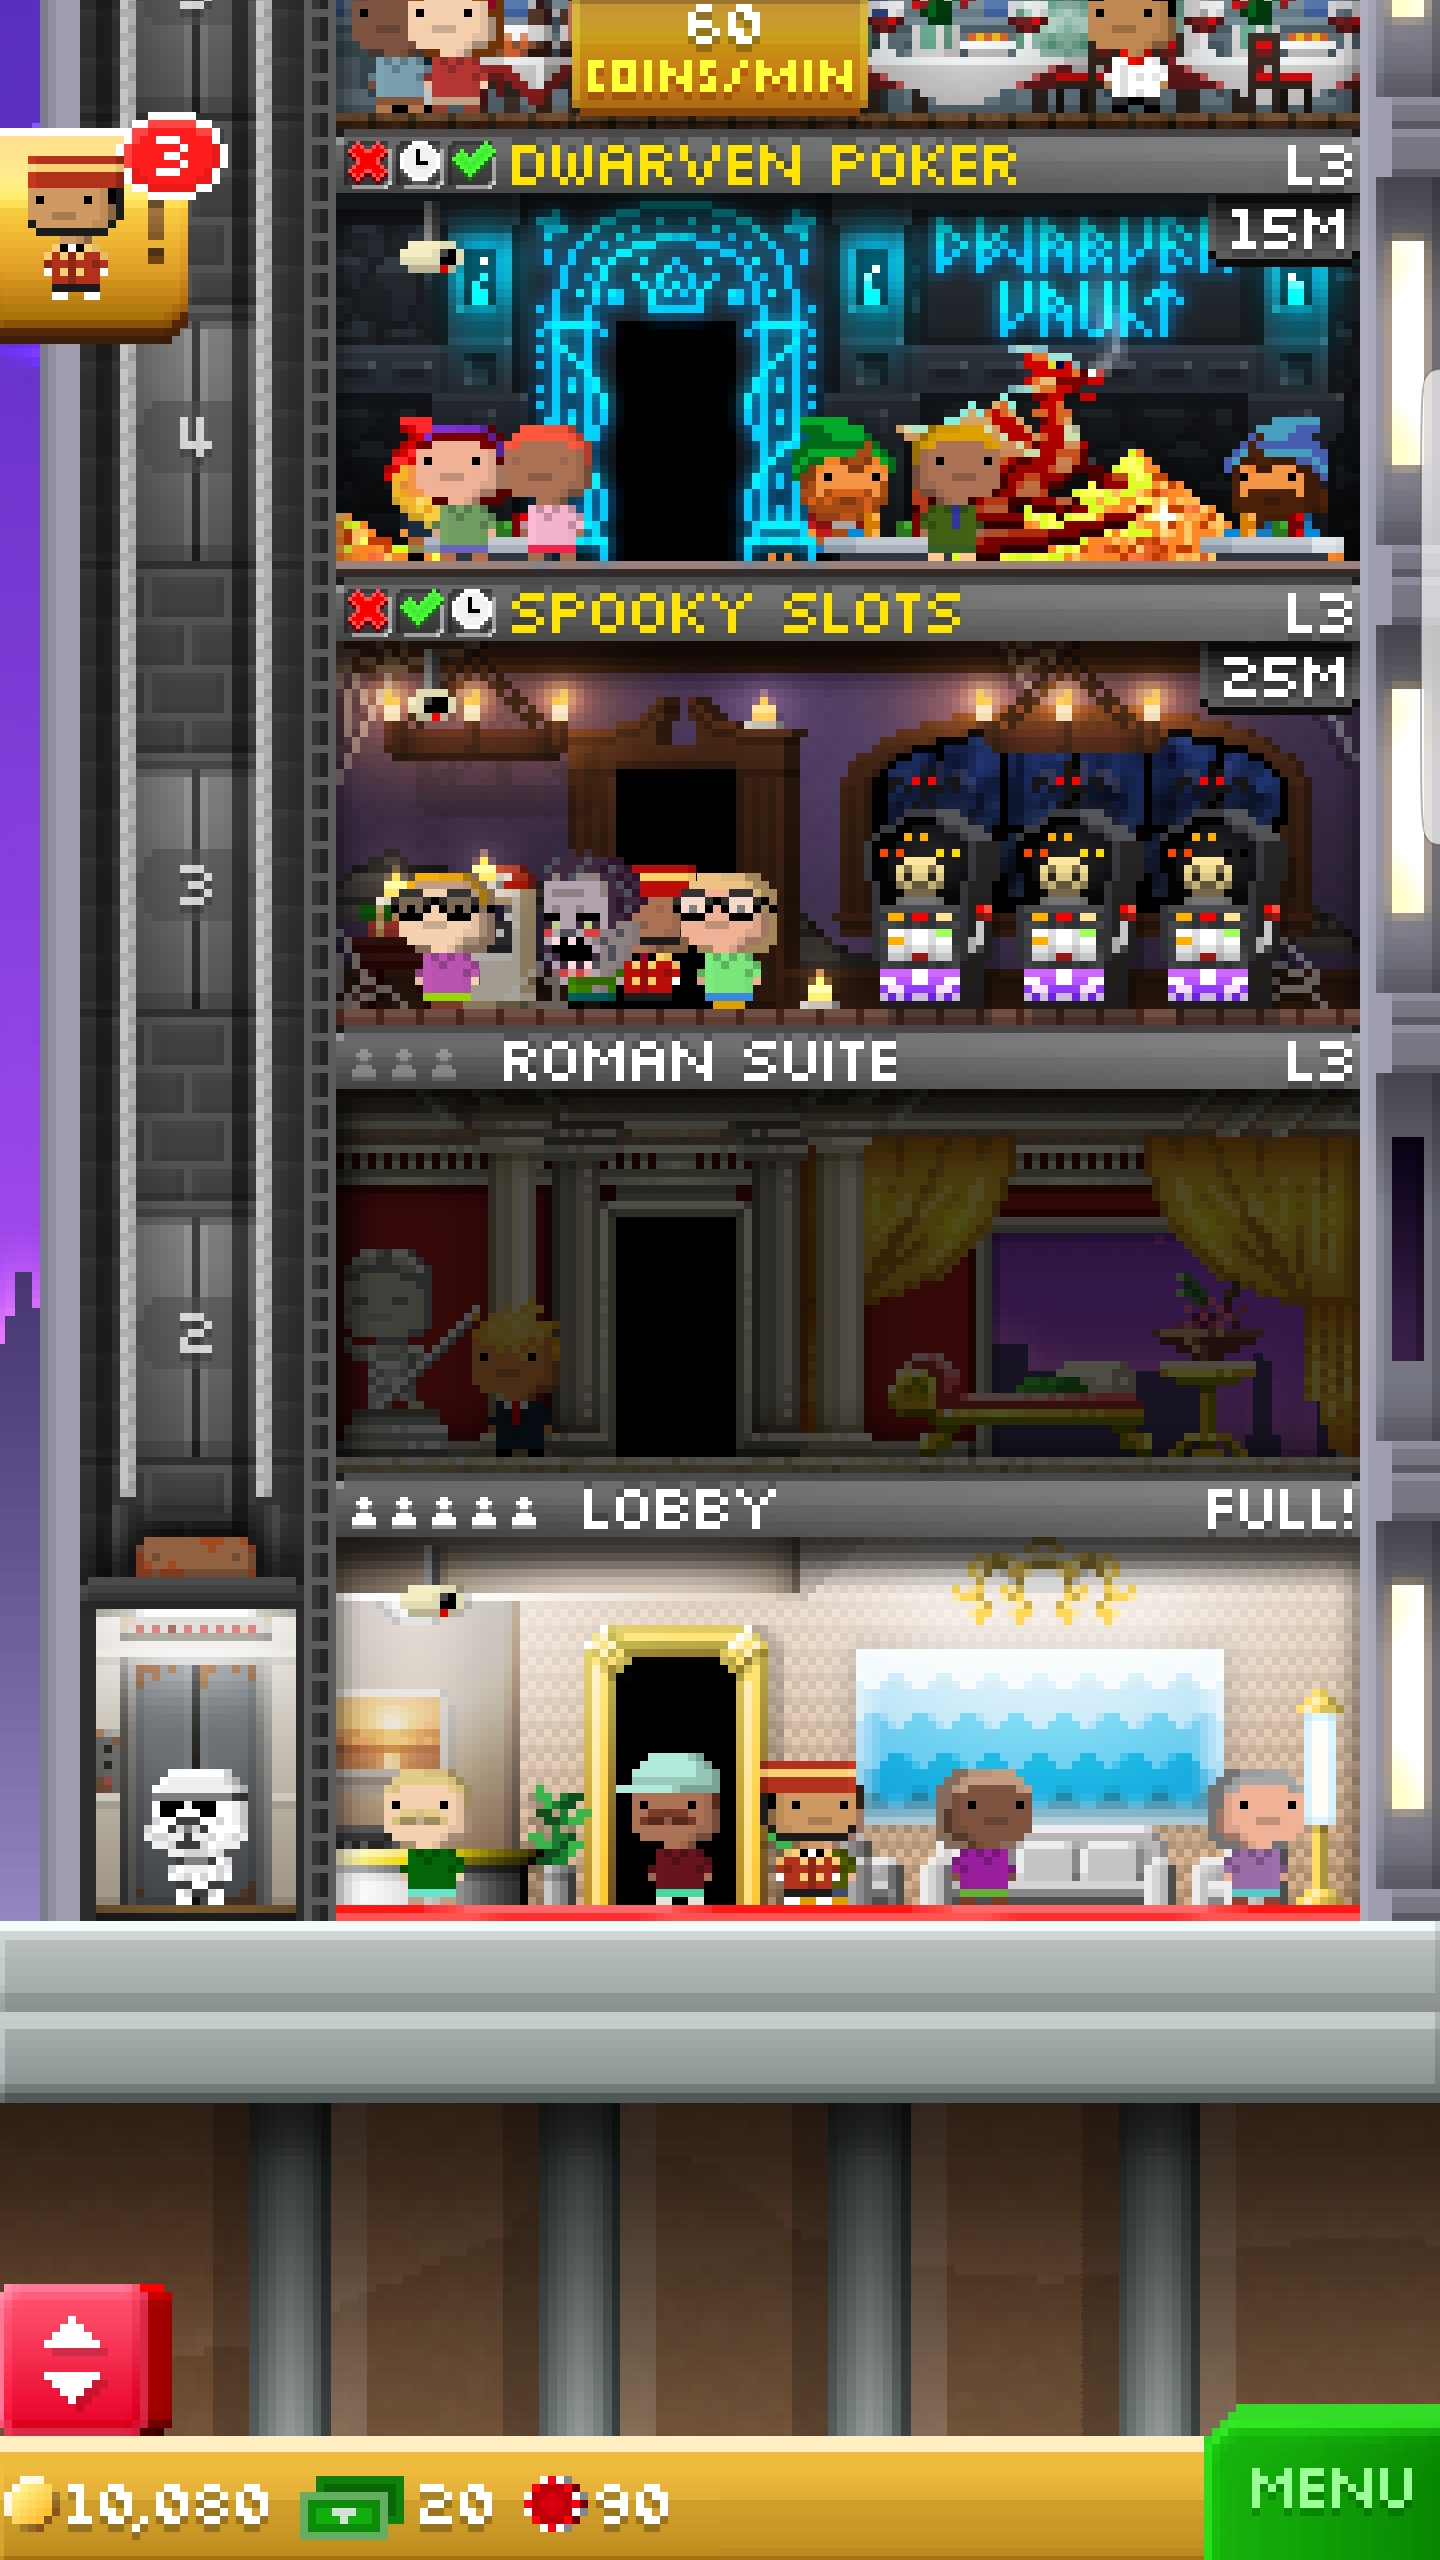 60
COINS/MIN
3
!
DWARVEN POKER
L3
15M
4
SPOOKY SLOTS
L3
25M
3
ROMAN SUITE
L3
2
LOBBY
FULL!
10,080
20
90
MENU